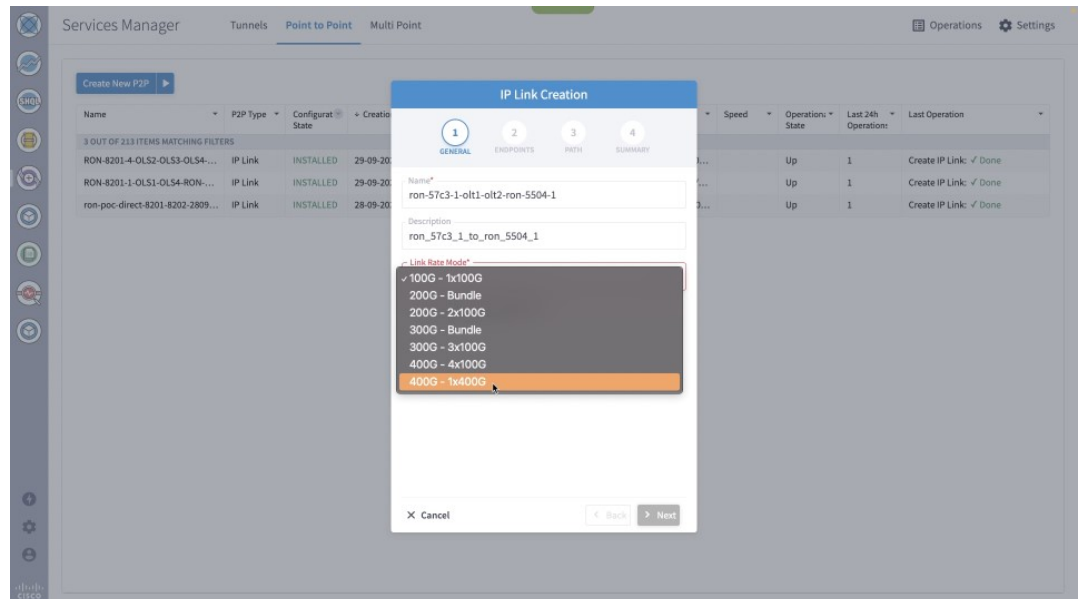 Services Manager
Tunnels
Point to Point
Multi Point
Operations
Settings
SHQL
Create New P2P
Name
P2P Type
Configurat
State
Creatio
Speed
Operation
State
Last 24h
Operations
Last Operation
3 OUT OF 213 ITEMS MATCHING FILTERS
RON-8201-4-OLS2-OLS3-OLS4-... IP Link INSTALLED 29-09-20 Up 1 Create IP Link: ✓ Done
RON-8201-1-OLS1-OLS4-RON-... IP Link INSTALLED 29-09-20 Up 1 Create IP Link: ✓ Done
ron-poc-direct-8201-8202-2809... IP Link INSTALLED 28-09-20 Up 1 Create IP Link: ✓ Done
IP Link Creation
1 2 3 4
GENERAL ENDPOINTS PATH SUMMARY
Name*
ron-57c3-1-olt1-olt2-ron-5504-1
Description
ron_57c3_1_to_ron_5504_1
Link Rate Mode*
✓ 100G - 1x100G
200G - Bundle
200G - 2x100G
300G - Bundle
300G - 3x100G
400G - 4x100G
400G - 1x400G
X Cancel
< Back
> Next
CISCO